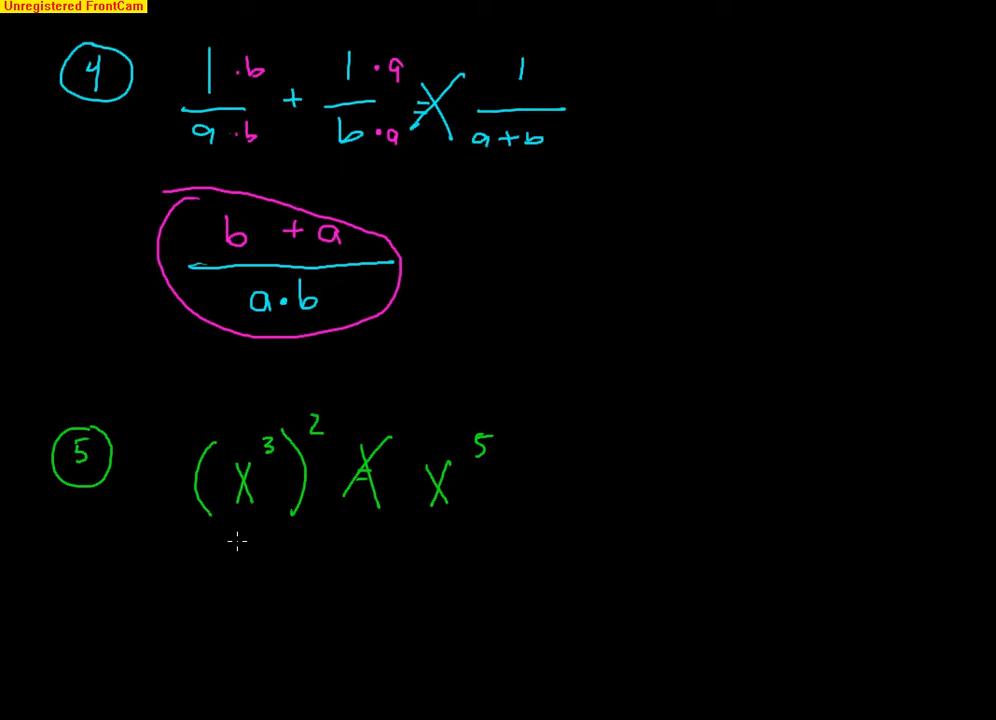 Unregistered FrontCam
4 1·b/a·b + 1·a/b·a ≠ 1/a+b
b + a/a·b
5 (x³)² ≠ x⁵